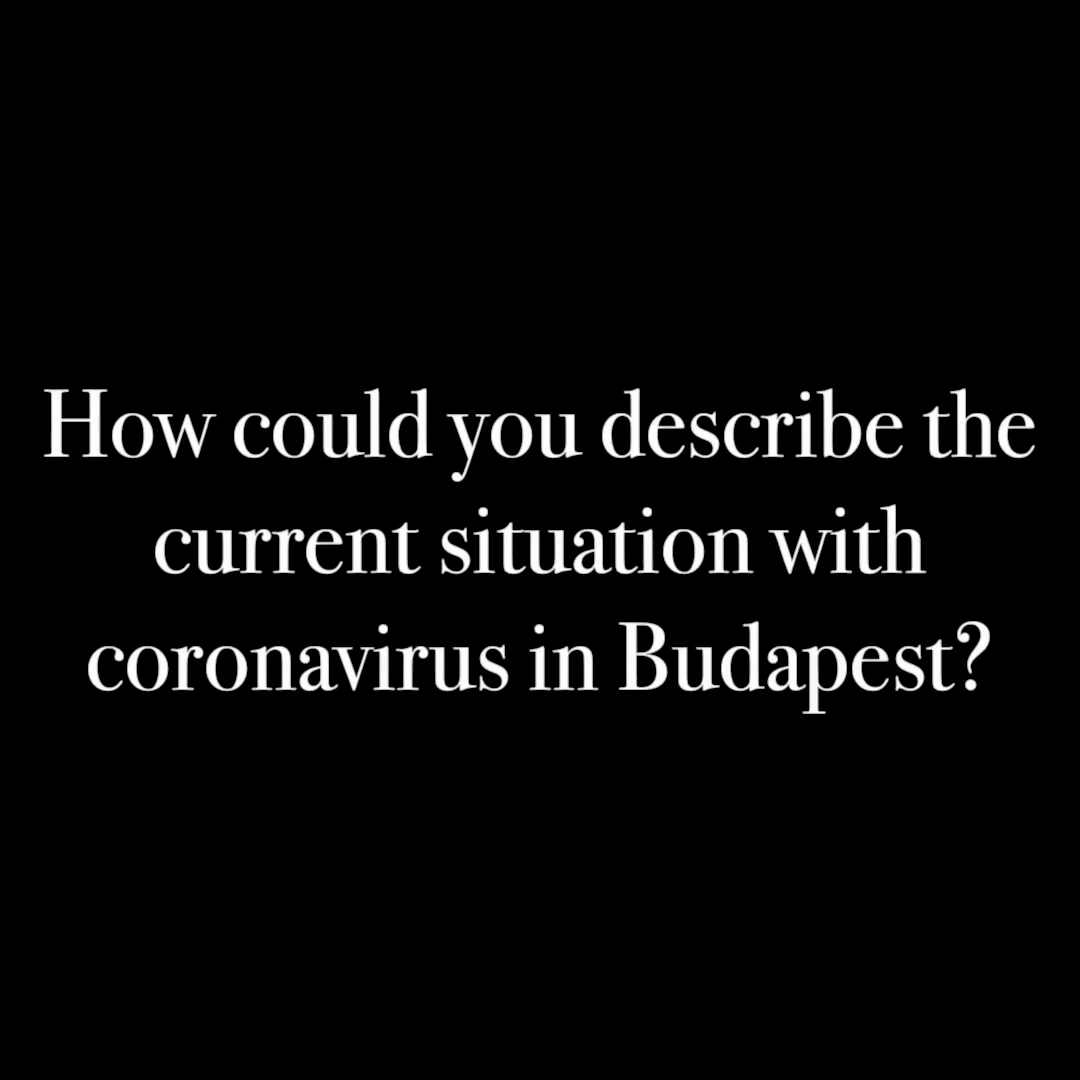 How could you describe the
current situation with
coronavirus in Budapest?